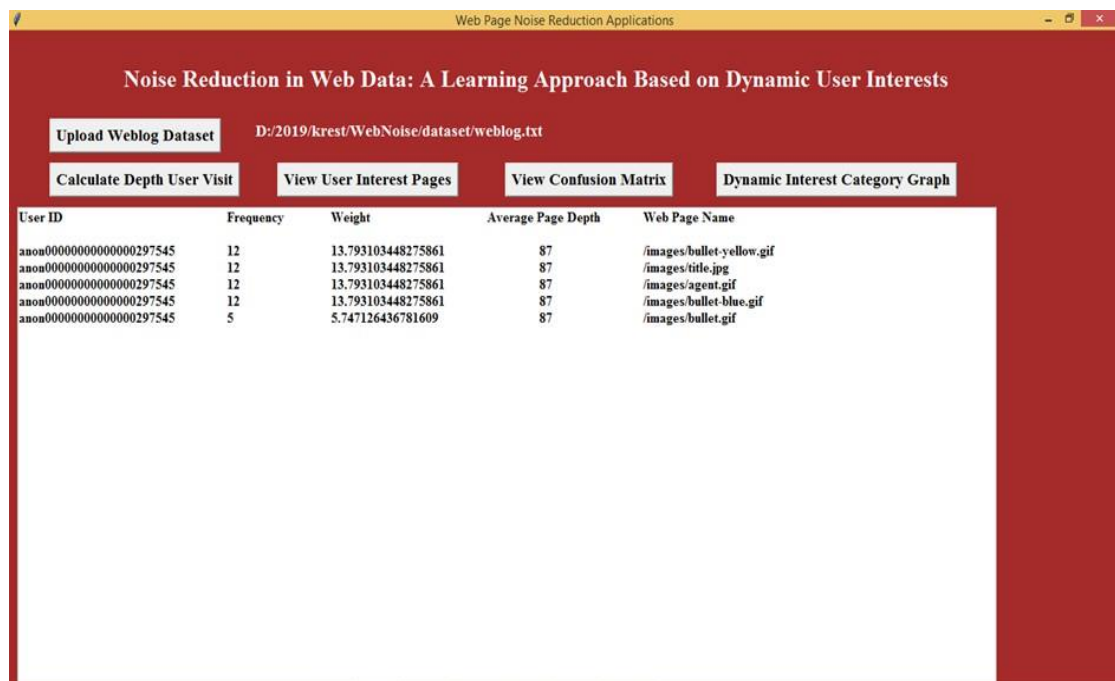 Web Page Noise Reduction Applications
Noise Reduction in Web Data: A Learning Approach Based on Dynamic User Interests
Upload Weblog Dataset D:/2019/krest/WebNoise/dataset/weblog.txt
Calculate Depth User Visit View User Interest Pages View Confusion Matrix Dynamic Interest Category Graph
User ID Frequency Weight Average Page Depth Web Page Name
anon00000000000000297545 12 13.793103448275861 87 /images/bullet-yellow.gif
anon00000000000000297545 12 13.793103448275861 87 /images/title.jpg
anon00000000000000297545 12 13.793103448275861 87 /images/agent.gif
anon00000000000000297545 12 13.793103448275861 87 /images/bullet-blue.gif
anon00000000000000297545 5 5.747126436781609 87 /images/bullet.gif